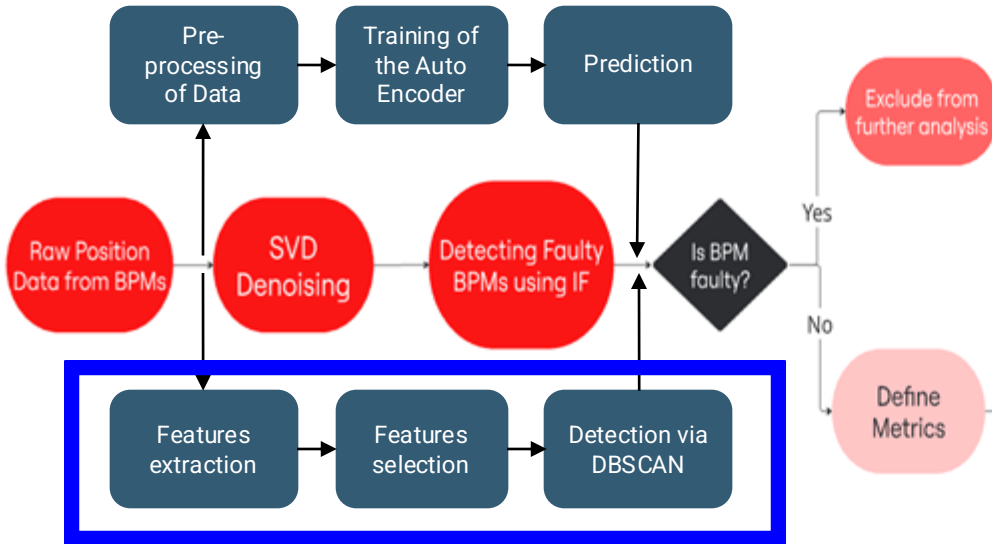 Pre-
processing
of Data
Training of
the Auto
Encoder
Prediction
Exclude from
further analysis
Yes
Raw Position
Data from BPMs
SVD
Denoising
Detecting Faulty
BPMs using IF
Is BPM
faulty?
No
Define
Metrics
Features
extraction
Features
selection
Detection via
DBSCAN